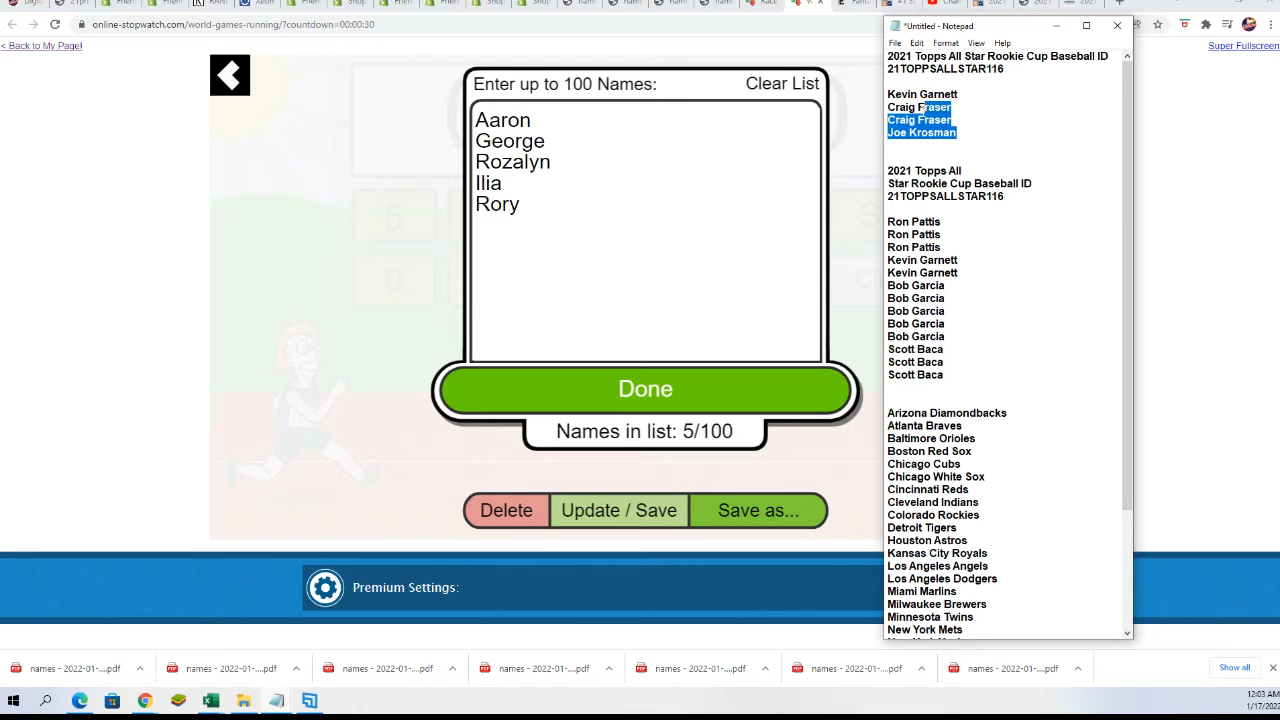 online-stopwatch.com/world-games-running/?countdown=00:00:30
< Back to My Page!
Super Fullscreen
Enter up to 100 Names:
Clear List
Aaron
George
Rozalyn
Ilia
Rory
Done
Names in list: 5/100
Delete
Update / Save
Save as...
Premium Settings:
*Untitled - Notepad
File Edit Format View Help
2021 Topps All Star Rookie Cup Baseball ID
21TOPPSALLSTAR116
Kevin Garnett
Craig Fraser
Craig Fraser
Joe Krosman
2021 Topps All
Star Rookie Cup Baseball ID
21TOPPSALLSTAR116
Ron Pattis
Ron Pattis
Ron Pattis
Kevin Garnett
Kevin Garnett
Bob Garcia
Bob Garcia
Bob Garcia
Bob Garcia
Bob Garcia
Scott Baca
Scott Baca
Scott Baca
Arizona Diamondbacks
Atlanta Braves
Baltimore Orioles
Boston Red Sox
Chicago Cubs
Chicago White Sox
Cincinnati Reds
Cleveland Indians
Colorado Rockies
Detroit Tigers
Houston Astros
Kansas City Royals
Los Angeles Angels
Los Angeles Dodgers
Miami Marlins
Milwaukee Brewers
Minnesota Twins
New York Mets
names - 2022-01-....pdf
names - 2022-01-....pdf
names - 2022-01-....pdf
names - 2022-01-....pdf
names - 2022-01-....pdf
names - 2022-01-....pdf
names - 2022-01-....pdf
Show all
12:03 AM
1/17/2022